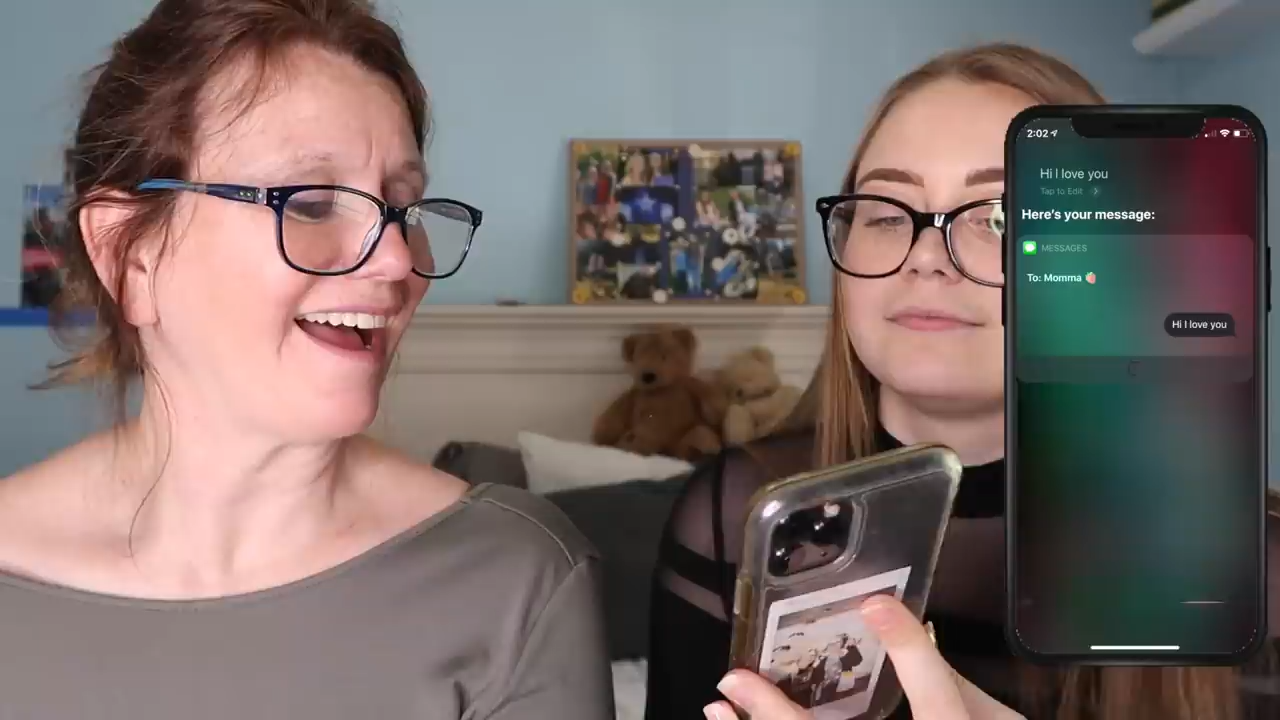 2:02
Hi I love you
Tap to Edit
Here's your message:
MESSAGES
To: Momma 🍑
Hi I love you